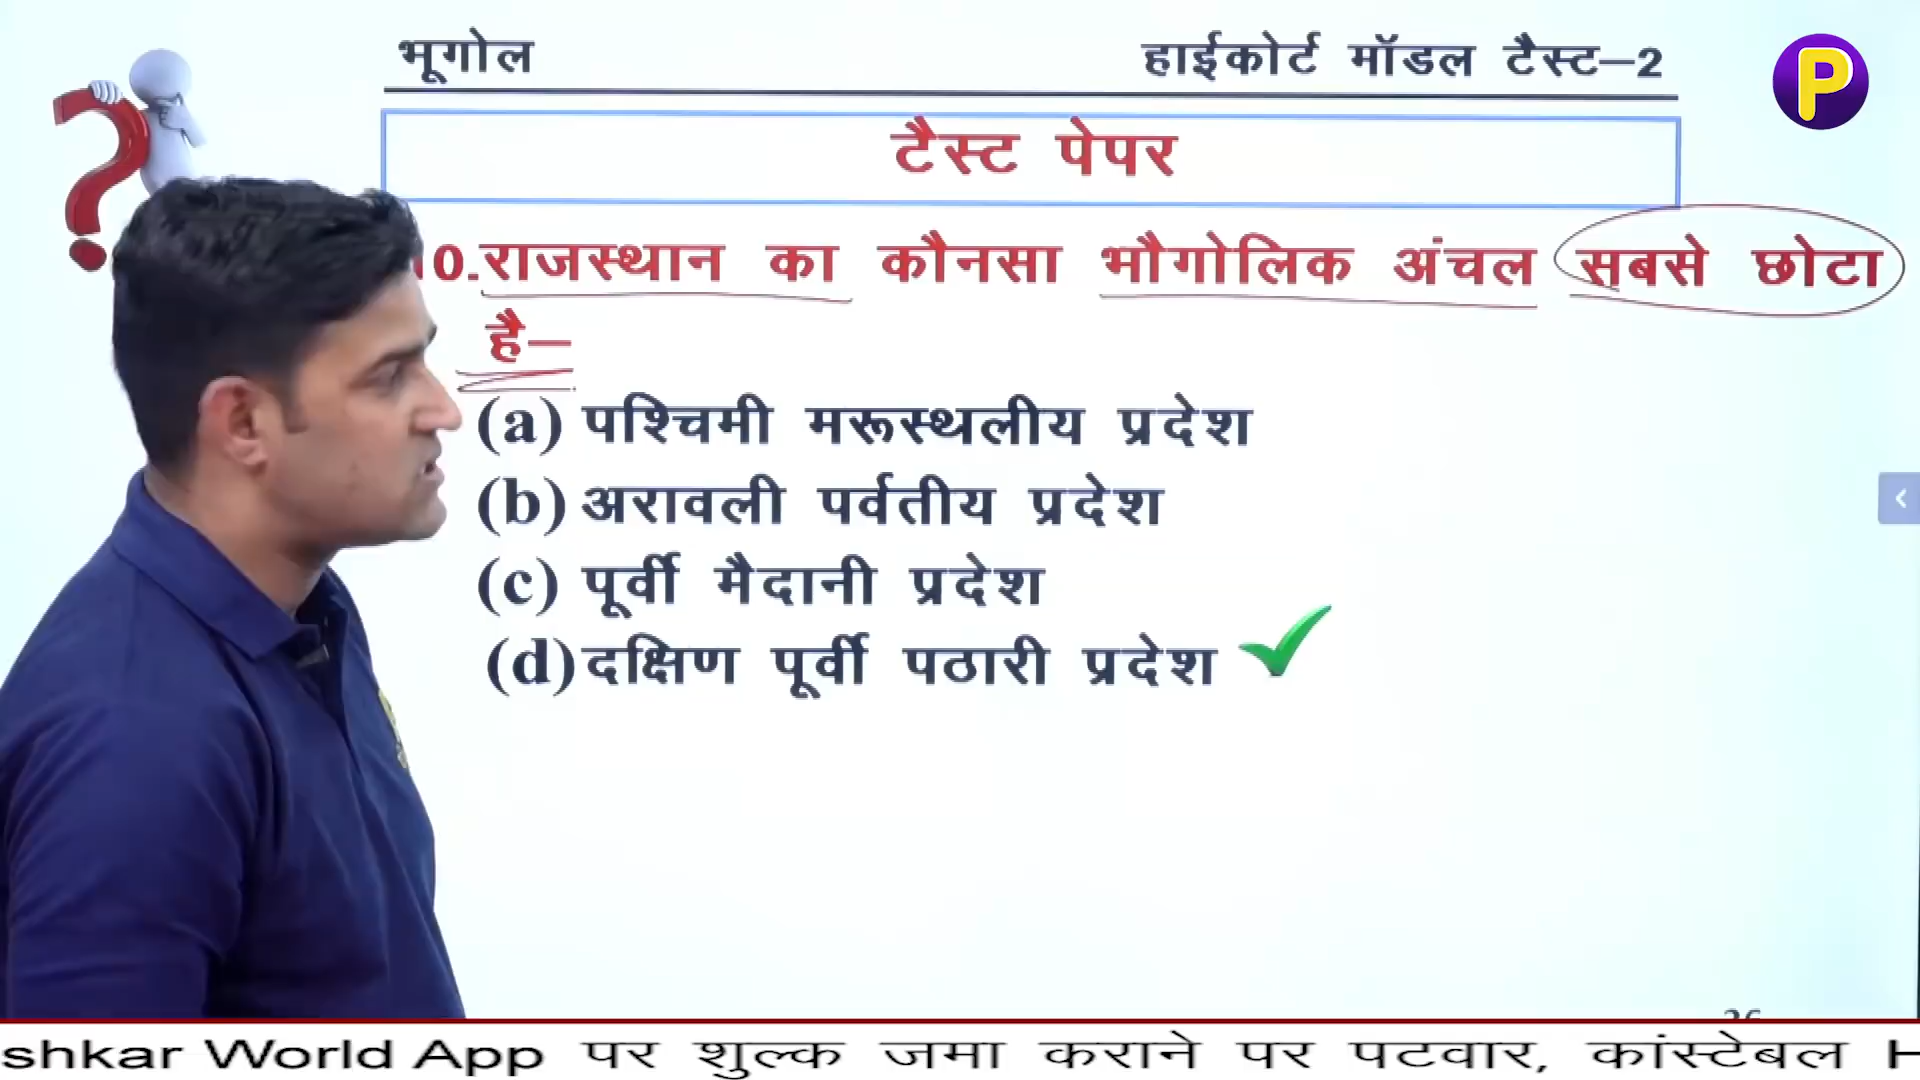 भूगोल
हाईकोर्ट मॉडल टैस्ट–2
P
टैस्ट पेपर
10. राजस्थान का कौनसा भौगोलिक अंचल सबसे छोटा
है–
(a) पश्चिमी मरूस्थलीय प्रदेश
(b) अरावली पर्वतीय प्रदेश
(c) पूर्वी मैदानी प्रदेश
(d) दक्षिण पूर्वी पठारी प्रदेश
shkar World App पर शुल्क जमा कराने पर पटवार, कांस्टेबल H